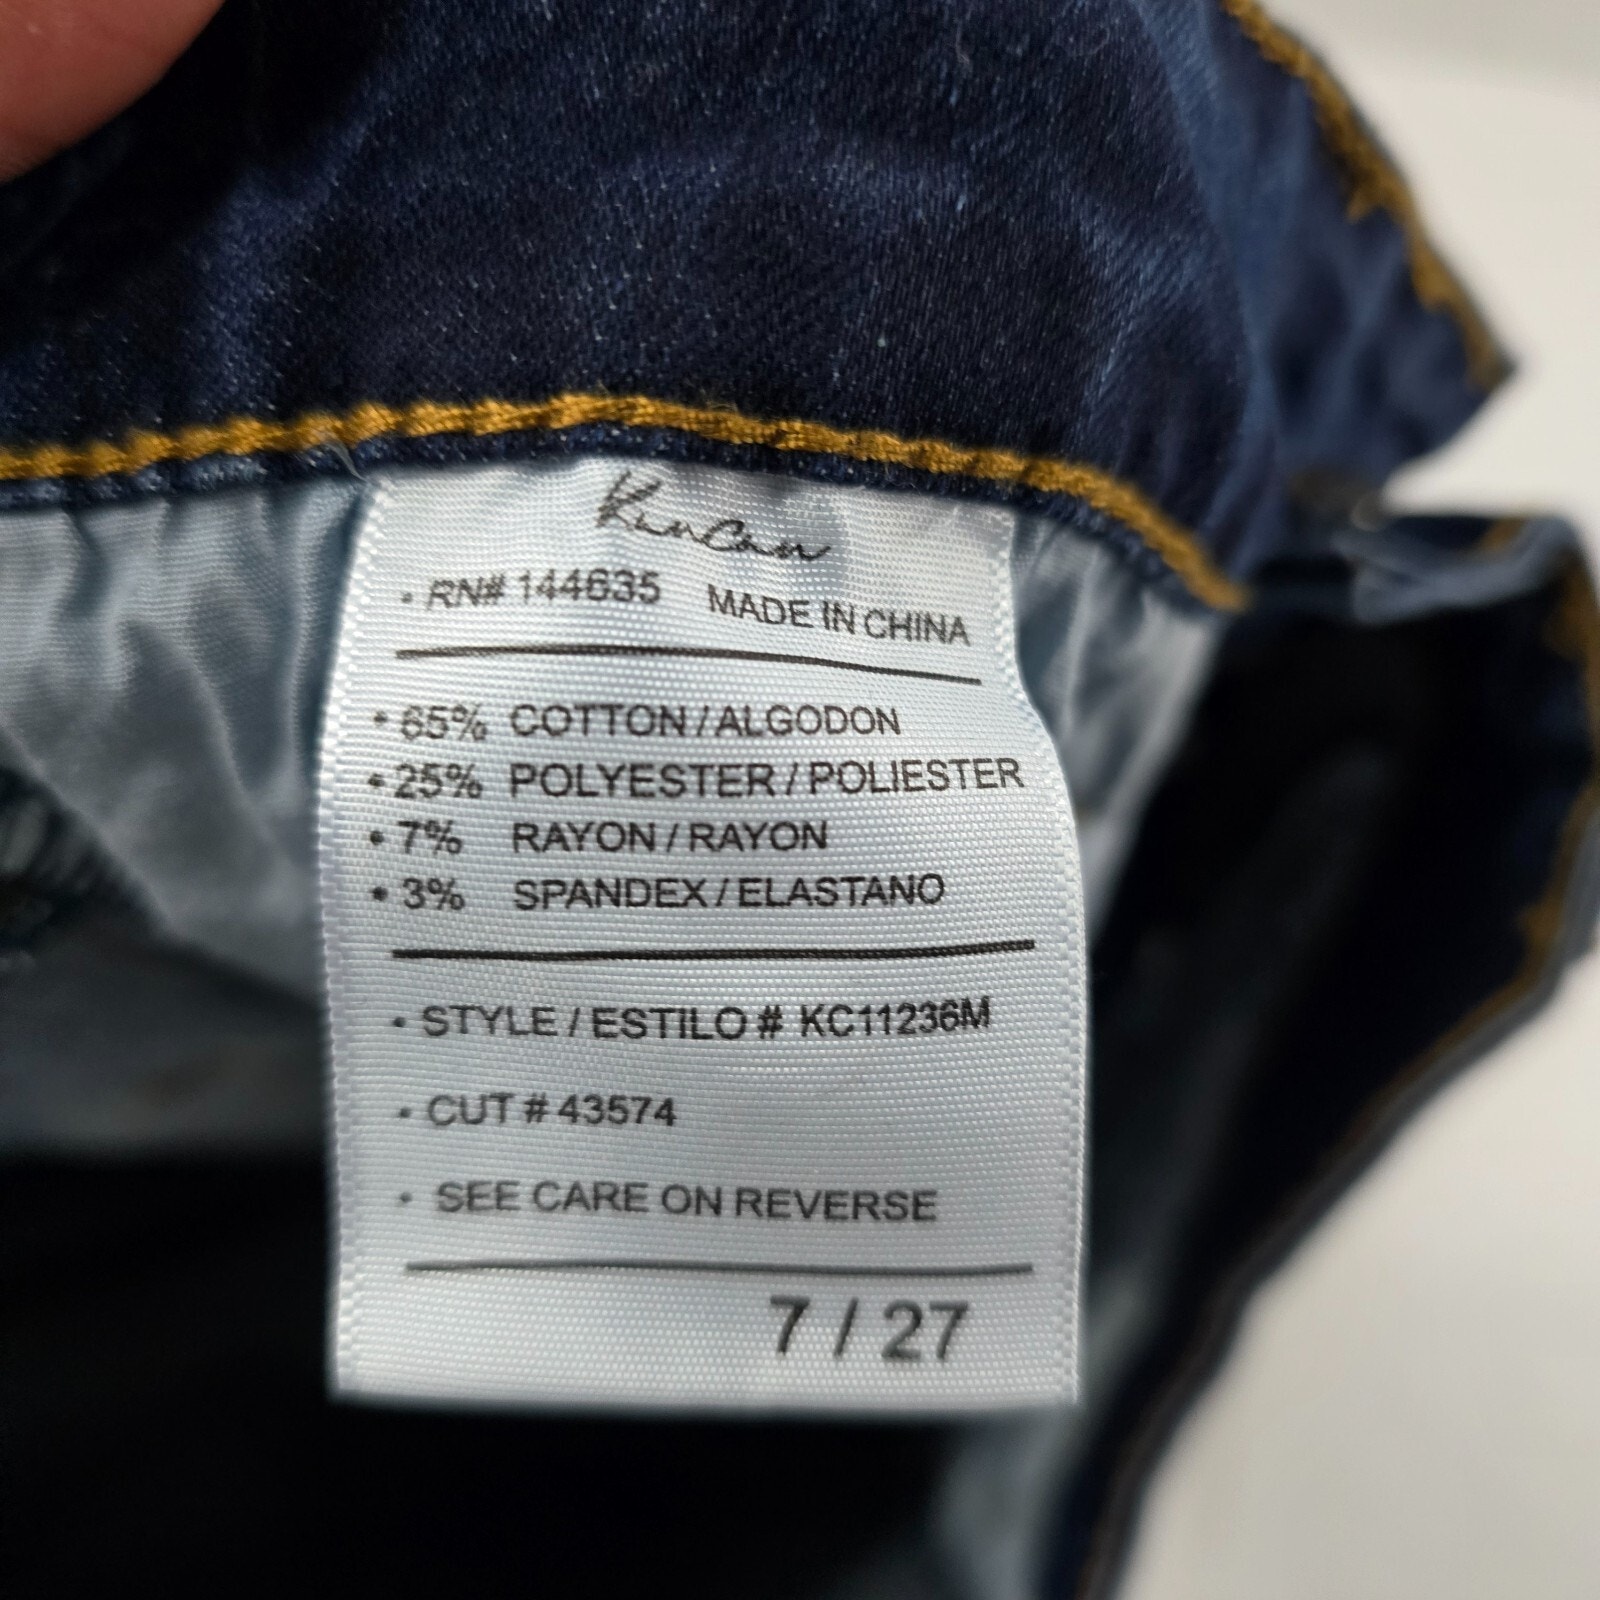 KanCan
• RN# 144635 MADE IN CHINA
• 65% COTTON / ALGODON
• 25% POLYESTER / POLIESTER
• 7% RAYON / RAYON
• 3% SPANDEX / ELASTANO
• STYLE / ESTILO # KC11236M
• CUT # 43574
• SEE CARE ON REVERSE
7 / 27